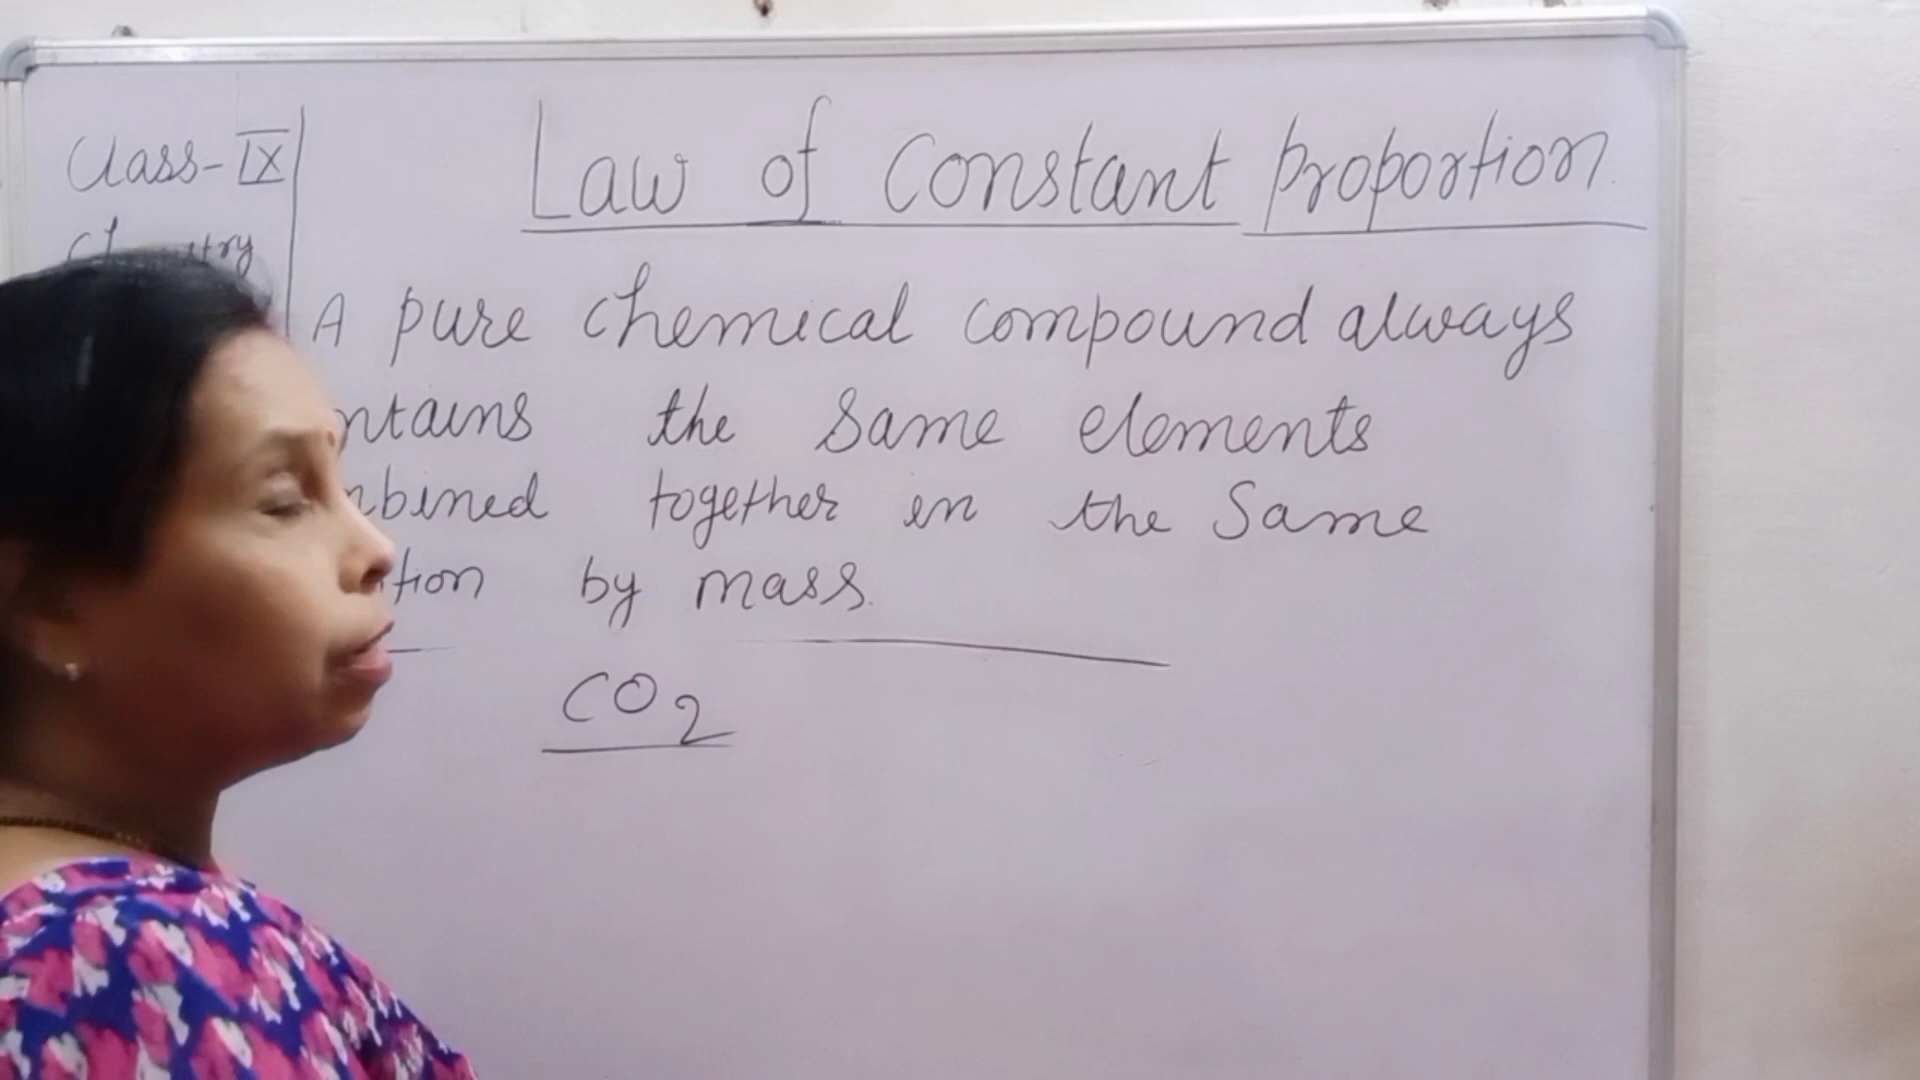 Class-IX
Law of Constant proportion.
A pure chemical compound always
the same elements
together in the same
by mass.
CO2